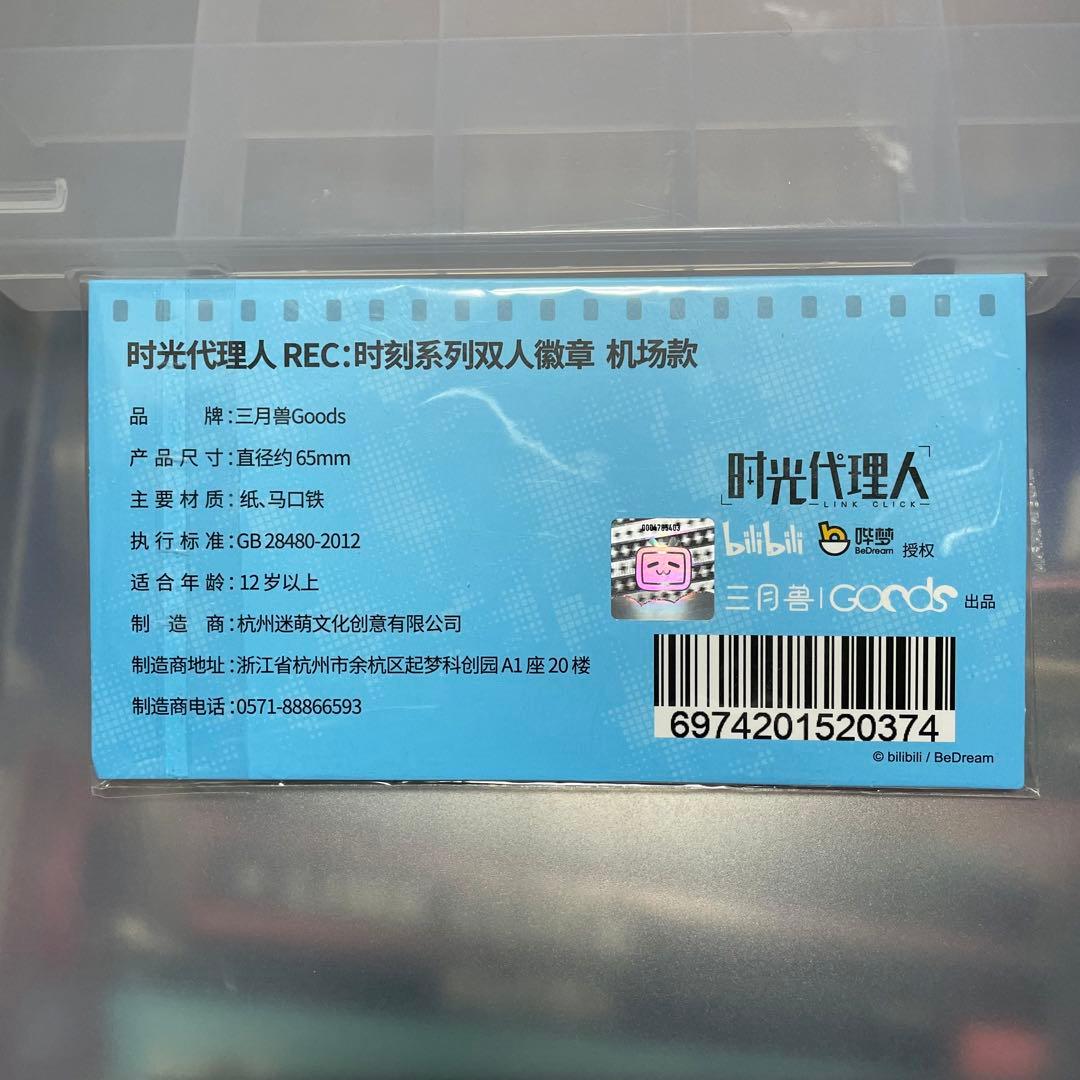 时光代理人 REC:时刻系列双人徽章 机场款
品 牌:三月兽Goods
产品尺寸:直径约65mm
主要材质:纸、马口铁
执行标准:GB 28480-2012
适合年龄:12岁以上
制造商:杭州迷萌文化创意有限公司
制造商地址:浙江省杭州市余杭区起梦科创园A1座20楼
制造商电话:0571-88866593
时光代理人
LINK CLICK
bilibili 哔梦 BeDream 授权
三月兽|Goods 出品
6974201520374
© bilibili / BeDream